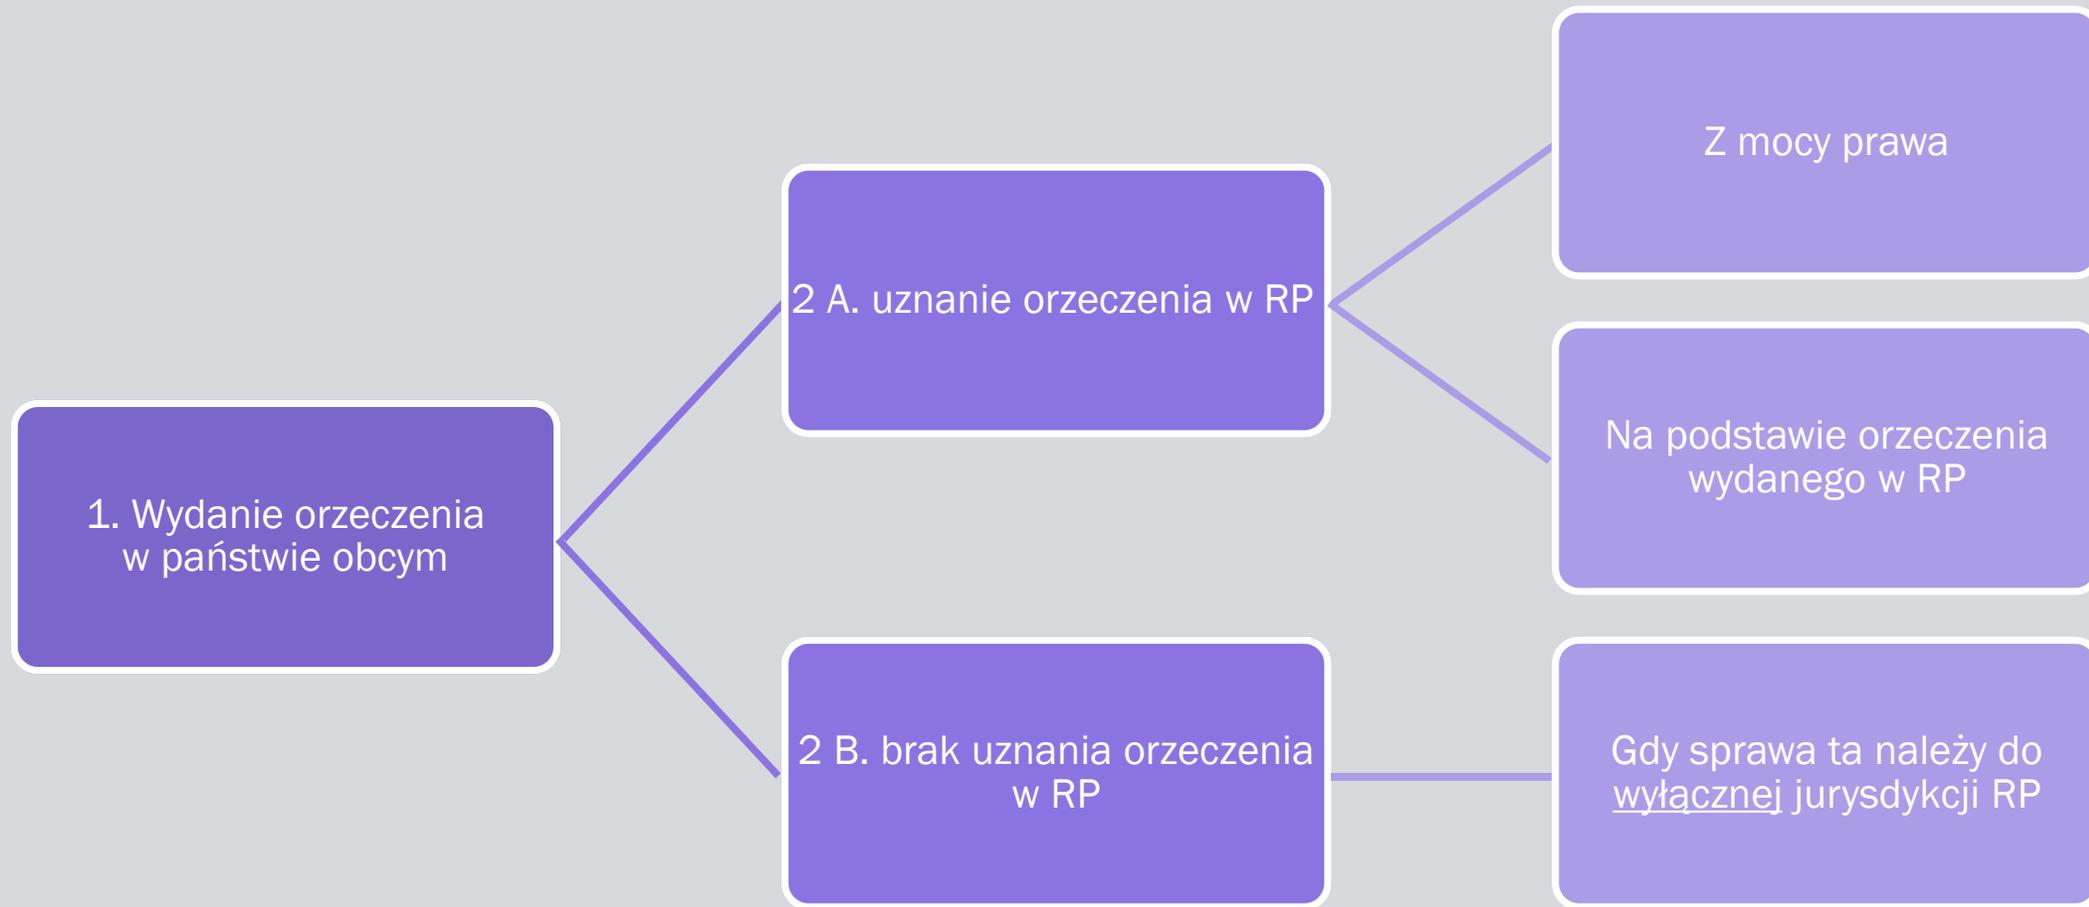 1. Wydanie orzeczenia
w państwie obcym
2 A. uznanie orzeczenia w RP
Z mocy prawa
Na podstawie orzeczenia
wydanego w RP
2 B. brak uznania orzeczenia
w RP
Gdy sprawa ta należy do
wyłącznej jurysdykcji RP